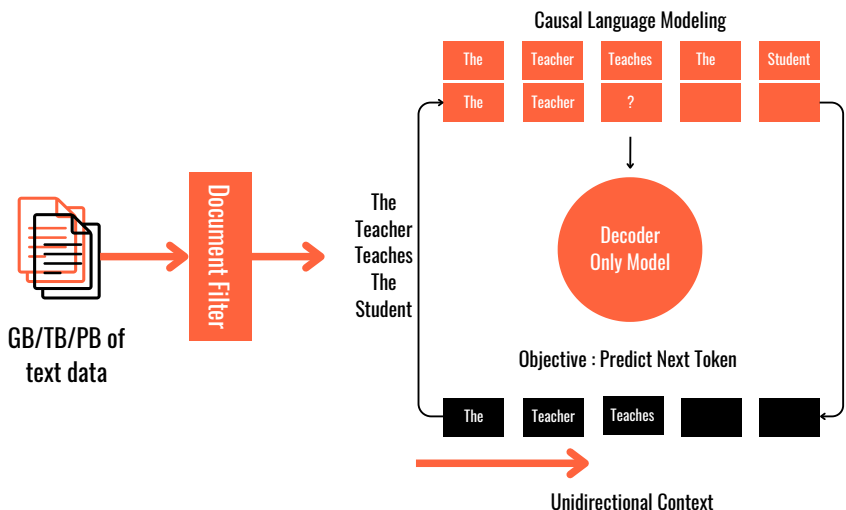 Causal Language Modeling
The Teacher Teaches The Student
The Teacher ?
Document Filter
The
Teacher
Teaches
The
Student
Decoder
Only Model
GB/TB/PB of
text data
Objective : Predict Next Token
The Teacher Teaches
Unidirectional Context